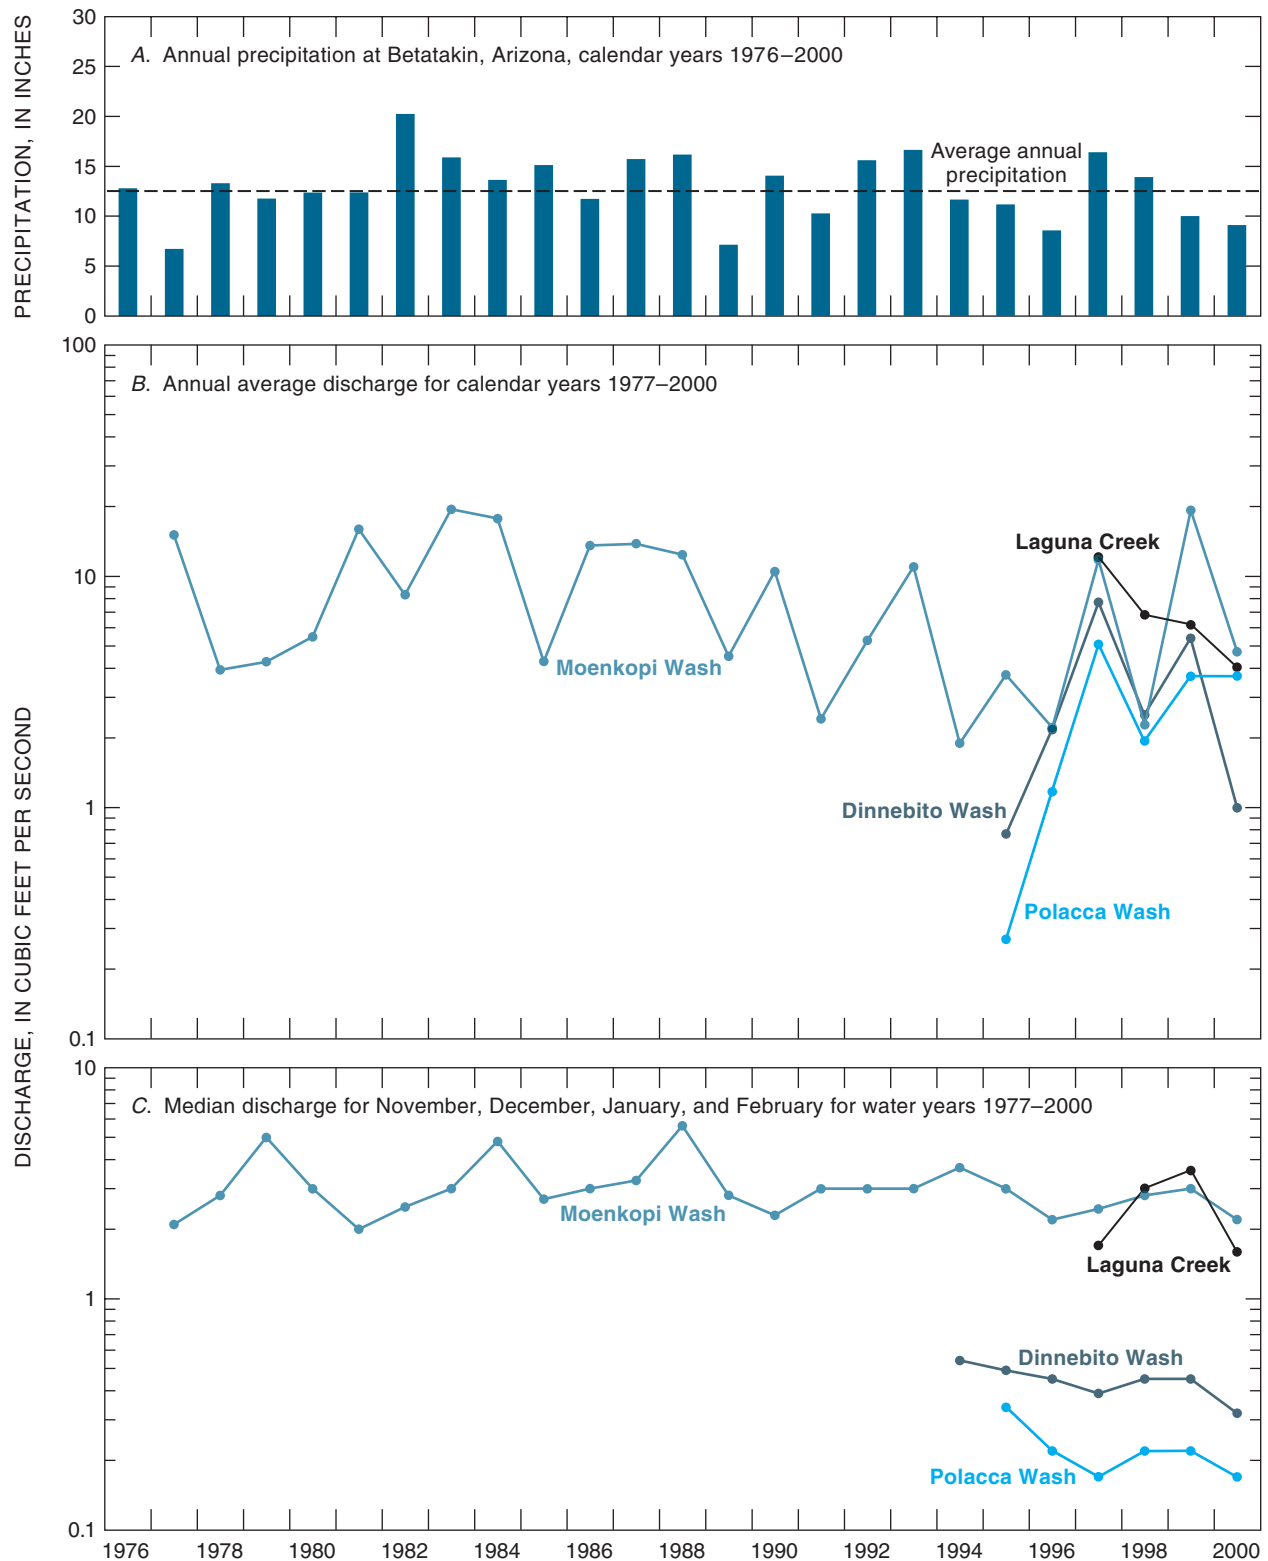 PRECIPITATION, IN INCHES
30
25
20
15
10
5
0
A. Annual precipitation at Betatakin, Arizona, calendar years 1976–2000
Average annual
precipitation
DISCHARGE, IN CUBIC FEET PER SECOND
100
10
1
0.1
B. Annual average discharge for calendar years 1977–2000
Laguna Creek
Moenkopi Wash
Dinnebito Wash
Polacca Wash
10
1
0.1
C. Median discharge for November, December, January, and February for water years 1977–2000
Moenkopi Wash
Laguna Creek
Dinnebito Wash
Polacca Wash
1976 1978 1980 1982 1984 1986 1988 1990 1992 1994 1996 1998 2000